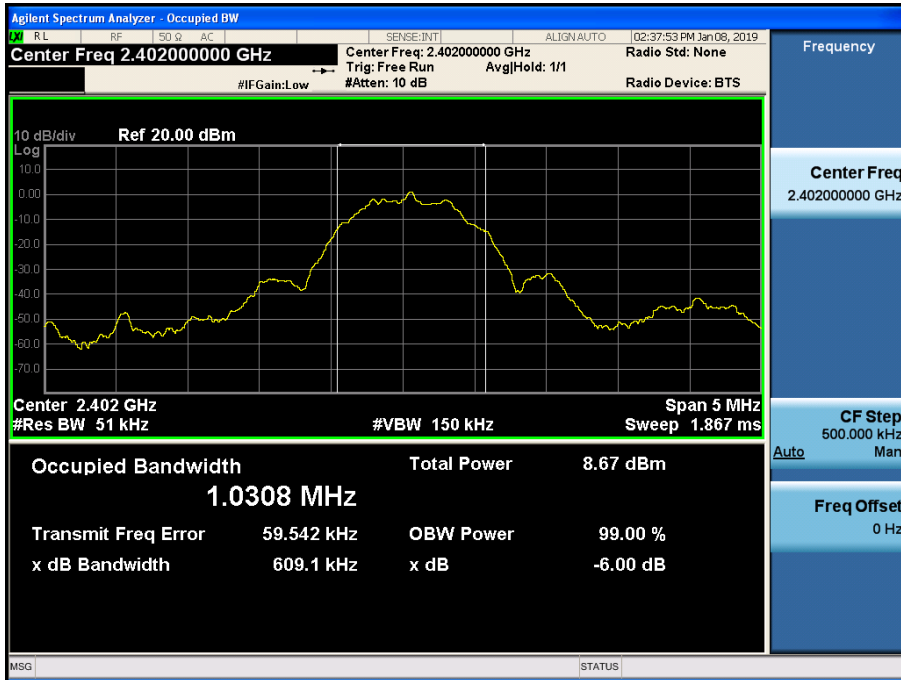 Agilent Spectrum Analyzer - Occupied BW
LXI RL RF 50 Ω AC SENSE:INT ALIGN AUTO 02:37:53 PM Jan 08, 2019
Center Freq 2.402000000 GHz
Center Freq: 2.402000000 GHz Radio Std: None
Trig: Free Run Avg|Hold: 1/1
#IFGain:Low #Atten: 10 dB Radio Device: BTS
10 dB/div Ref 20.00 dBm
Log
10.0
0.00
-10.0
-20.0
-30.0
-40.0
-50.0
-60.0
-70.0
Center 2.402 GHz Span 5 MHz
#Res BW 51 kHz #VBW 150 kHz Sweep 1.867 ms
Occupied Bandwidth Total Power 8.67 dBm
1.0308 MHz
Transmit Freq Error 59.542 kHz OBW Power 99.00 %
x dB Bandwidth 609.1 kHz x dB -6.00 dB
MSG STATUS
Frequency
Center Freq
2.402000000 GHz
CF Step
500.000 kHz
Auto Man
Freq Offset
0 Hz